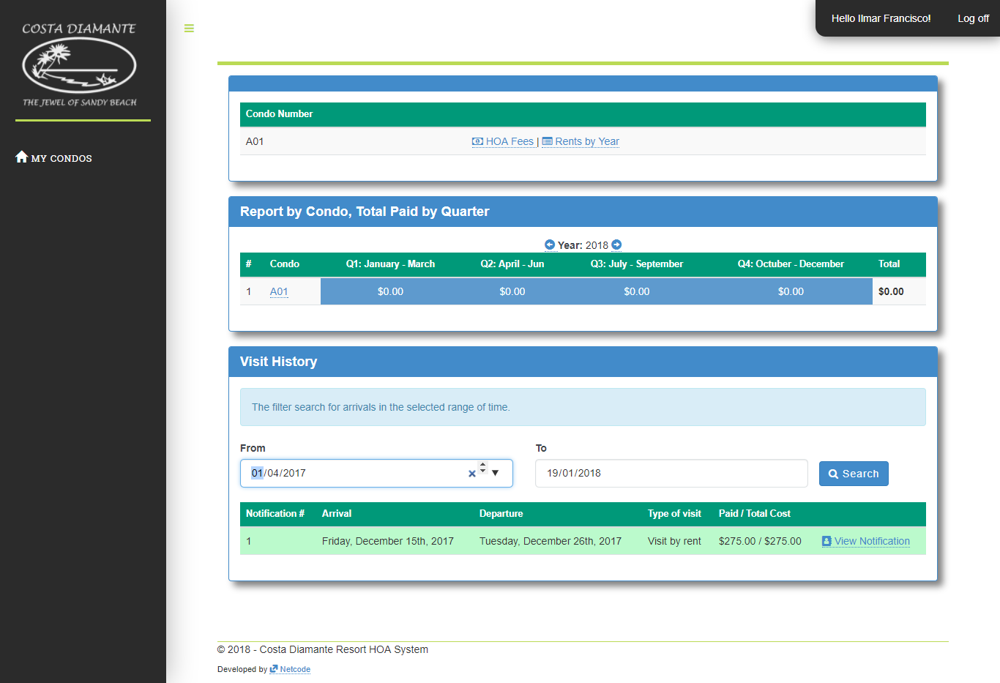 Hello Ilmar Francisco! Log off
COSTA DIAMANTE
THE JEWEL OF SANDY BEACH
MY CONDOS
Condo Number
A01 HOA Fees | Rents by Year
Report by Condo, Total Paid by Quarter
Year: 2018
# Condo Q1: January - March Q2: April - Jun Q3: July - September Q4: Octuber - December Total
1 A01 $0.00 $0.00 $0.00 $0.00 $0.00
Visit History
The filter search for arrivals in the selected range of time.
From To
01/04/2017 19/01/2018 Search
Notification # Arrival Departure Type of visit Paid / Total Cost
1 Friday, December 15th, 2017 Tuesday, December 26th, 2017 Visit by rent $275.00 / $275.00 View Notification
© 2018 - Costa Diamante Resort HOA System
Developed by Netcode